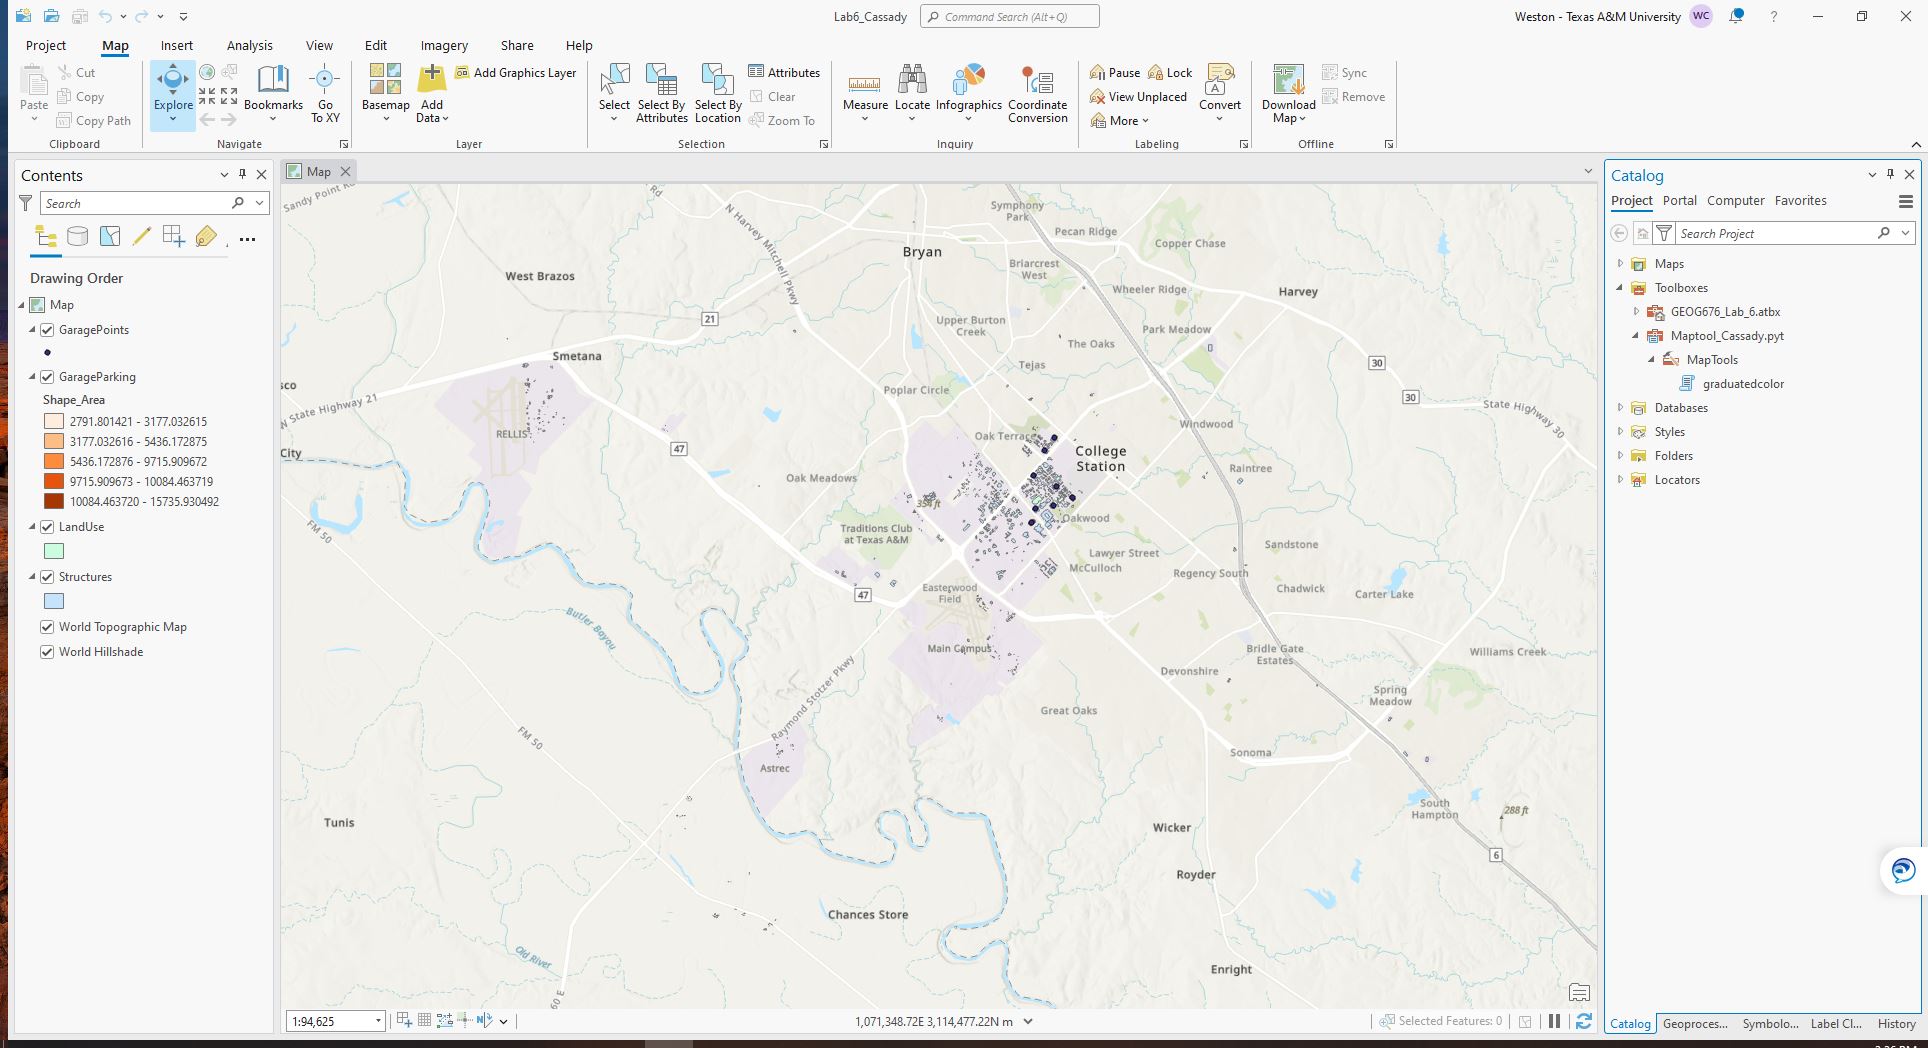 Lab6_Cassady
Command Search (Alt+Q)
Weston - Texas A&M University
WC
?
Project
Map
Insert
Analysis
View
Edit
Imagery
Share
Help
Paste
Cut
Copy
Copy Path
Clipboard
Explore
Bookmarks
Go
To XY
Navigate
Basemap
Add
Data
Add Graphics Layer
Layer
Select
Select By
Attributes
Select By
Location
Attributes
Clear
Zoom To
Selection
Measure
Locate
Infographics
Coordinate
Conversion
Inquiry
Pause
Lock
View Unplaced
More
Convert
Labeling
Download
Map
Sync
Remove
Offline
Contents
Search
Drawing Order
Map
GaragePoints
GarageParking
Shape_Area
2791.801421 - 3177.032615
3177.032616 - 5436.172875
5436.172876 - 9715.909672
9715.909673 - 10084.463719
10084.463720 - 15735.930492
LandUse
Structures
World Topographic Map
World Hillshade
Map
Sandy Point R
Rd
N Harvey Mitchell Pkwy
Symphony
Park
Pecan Ridge
Copper Chase
Bryan
Briarcrest
West
West Brazos
Wheeler Ridge
Harvey
21
Upper Burton
Creek
Park Meadow
The Oaks
Smetana
Tejas
30
sco
Poplar Circle
30
N State Highway 21
State Highway 30
RELLIS
Oak Terrace
Windwood
City
47
College
Station
Oak Meadows
Raintree
354 ft
FM 50
Traditions Club
at Texas A&M
Oakwood
Lawyer Street
McCulloch
Sandstone
Regency South
Easterwood
Field
47
Chadwick
Carter Lake
Butler Bayou
Main Campus
Bridle Gate
Estates
Williams Creek
Devonshire
Raymond Stotzer Pkwy
Spring
Meadow
Great Oaks
FM 50
Sonoma
Astrec
South
Hampton
288 ft
Tunis
Wicker
6
Royder
Chances Store
Old River
Enright
60 E
1:94,625
1,071,348.72E 3,114,477.22N m
Selected Features: 0
Catalog
Project
Portal
Computer
Favorites
Search Project
Maps
Toolboxes
GEOG676_Lab_6.atbx
Maptool_Cassady.pyt
MapTools
graduatedcolor
Databases
Styles
Folders
Locators
Catalog
Geoproces...
Symbolo...
Label Cl...
History